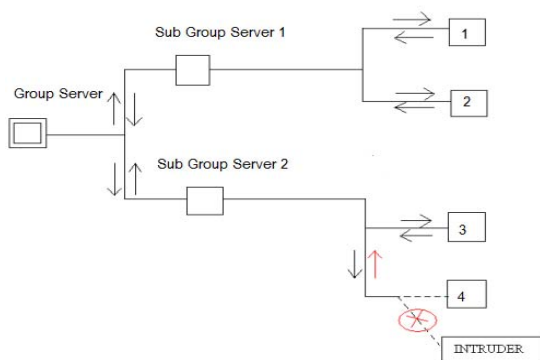 Sub Group Server 1
1
Group Server
2
Sub Group Server 2
3
4
INTRUDER